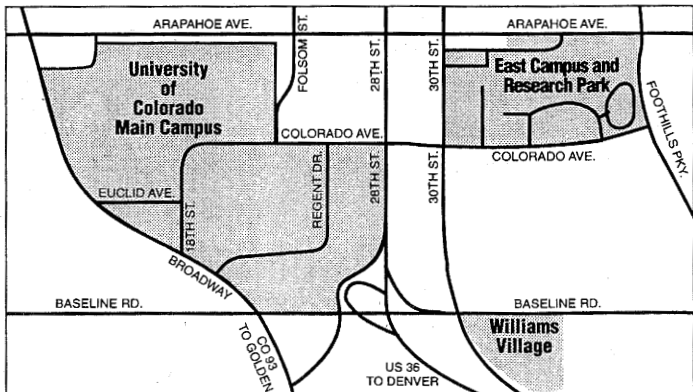 ARAPAHOE AVE.
ARAPAHOE AVE.
FOLSOM ST.
28TH ST.
30TH ST.
University
of
Colorado
Main Campus
East Campus and
Research Park
FOOTHILLS PKY.
COLORADO AVE.
COLORADO AVE.
EUCLID AVE.
18TH ST.
REGENT DR.
28TH ST.
30TH ST.
BROADWAY
BASELINE RD.
BASELINE RD.
Williams
Village
CO 93
TO GOLDEN
US 36
TO DENVER